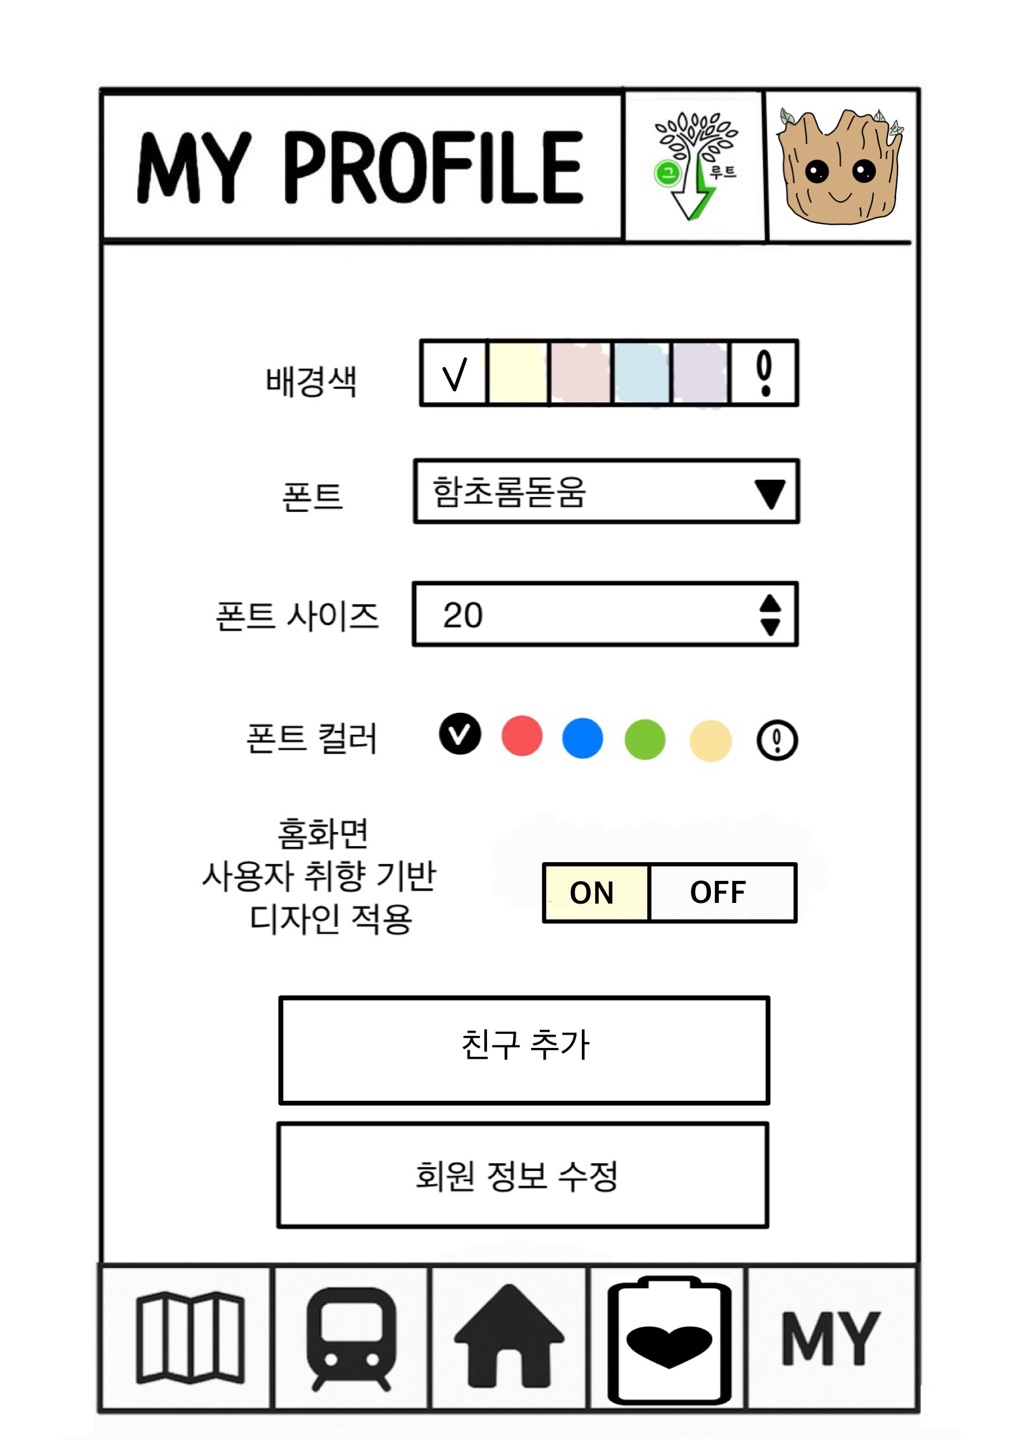 MY PROFILE
그
루트
배경색
폰트
함초롬돋움
폰트 사이즈
20
폰트 컬러
홈화면
사용자 취향 기반
디자인 적용
ON
OFF
친구 추가
회원 정보 수정
MY